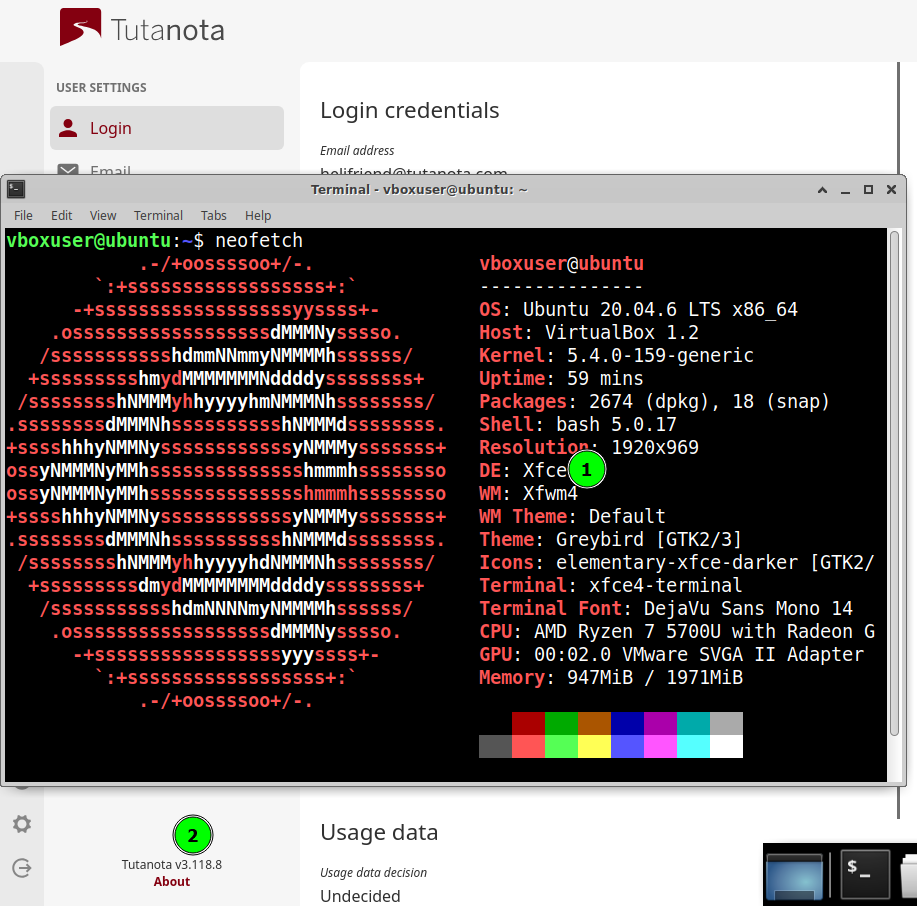 Tutanota
USER SETTINGS
Login
Email
Login credentials
Email address
helifriend@tutanota.com
Terminal - vboxuser@ubuntu: ~
File Edit View Terminal Tabs Help
vboxuser@ubuntu:~$ neofetch
.-/+oossssoo+/-.
`:+ssssssssssssssssss+:`
-+ssssssssssssssssssyyssss+-
.ossssssssssssssssssdMMMNysssso.
/ssssssssssshdmmNNmmyNMMMMhssssss/
+ssssssssshmydMMMMMMMNddddyssssssss+
/sssssssshNMMMyhhyyyyhmNMMMNhssssssss/
.ssssssssdMMMNhsssssssssshNMMMdssssssss.
+sssshhhyNMMNyssssssssssssyNMMMysssssss+
ossyNMMMNyMMhsssssssssssssshmmmhssssssso
ossyNMMMNyMMhsssssssssssssshmmmhssssssso
+sssshhhyNMMNyssssssssssssyNMMMysssssss+
.ssssssssdMMMNhsssssssssshNMMMdssssssss.
/sssssssshNMMMyhhyyyyhdNMMMNhssssssss/
+sssssssssdmydMMMMMMMMddddyssssssss+
/ssssssssssshdmNNNNmyNMMMMhssssss/
.ossssssssssssssssssdMMMNysssso.
-+sssssssssssssssssyyyssss+-
`:+ssssssssssssssssss+:`
.-/+oossssoo+/-.
vboxuser@ubuntu
---------------
OS: Ubuntu 20.04.6 LTS x86_64
Host: VirtualBox 1.2
Kernel: 5.4.0-159-generic
Uptime: 59 mins
Packages: 2674 (dpkg), 18 (snap)
Shell: bash 5.0.17
Resolution: 1920x969
DE: Xfce
1
WM: Xfwm4
WM Theme: Default
Theme: Greybird [GTK2/3]
Icons: elementary-xfce-darker [GTK2/
Terminal: xfce4-terminal
Terminal Font: DejaVu Sans Mono 14
CPU: AMD Ryzen 7 5700U with Radeon G
GPU: 00:02.0 VMware SVGA II Adapter
Memory: 947MiB / 1971MiB
2
Tutanota v3.118.8
About
Usage data
Usage data decision
Undecided
$_